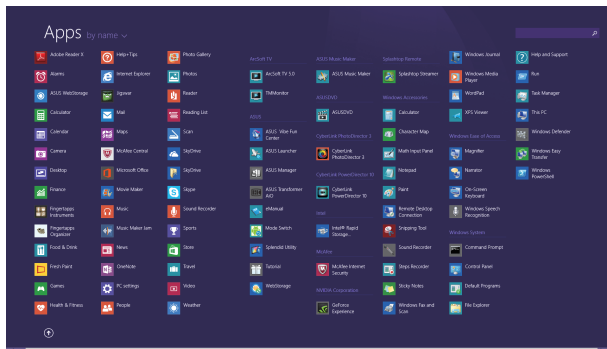 Apps by name
Adobe Reader X
Alarms
ASUS WebStorage
Calculator
Calendar
Camera
Desktop
Finance
Fingertapps Instruments
Fingertapps Organizer
Food & Drink
Fresh Paint
Games
Health & Fitness
Help+Tips
Internet Explorer
Jigswar
Mail
Maps
McAfee Central
Microsoft Office
Movie Maker
Music
Music Maker Jam
News
OneNote
PC settings
People
Photo Gallery
Photos
Reader
Reading List
Scan
SkyDrive
SkyDrive
Skype
Sound Recorder
Sports
Store
Travel
Video
Weather
ArcSoft TV
ArcSoft TV 5.0
TMMonitor
ASUS
ASUS Vibe Fun Center
ASUS Launcher
ASUS Manager
ASUS Transformer AiO
eManual
Mode Switch
Splendid Utility
Tutorial
WebStorage
ASUS Music Maker
ASUS Music Maker
ASUSDVD
ASUSDVD
CyberLink PhotoDirector 3
CyberLink PhotoDirector 3
CyberLink PowerDirector 10
CyberLink PowerDirector 10
Intel
Intel® Rapid Storage...
McAfee
McAfee Internet Security
NVIDIA Corporation
GeForce Experience
Splashtop Remote
Splashtop Streamer
Windows Accessories
Calculator
Character Map
Math Input Panel
Notepad
Paint
Remote Desktop Connection
Snipping Tool
Sound Recorder
Steps Recorder
Sticky Notes
Windows Fax and Scan
Windows Journal
Windows Media Player
WordPad
XPS Viewer
Windows Ease of Access
Magnifier
Narrator
On-Screen Keyboard
Windows Speech Recognition
Windows System
Command Prompt
Control Panel
Default Programs
File Explorer
Help and Support
Run
Task Manager
This PC
Windows Defender
Windows Easy Transfer
Windows PowerShell